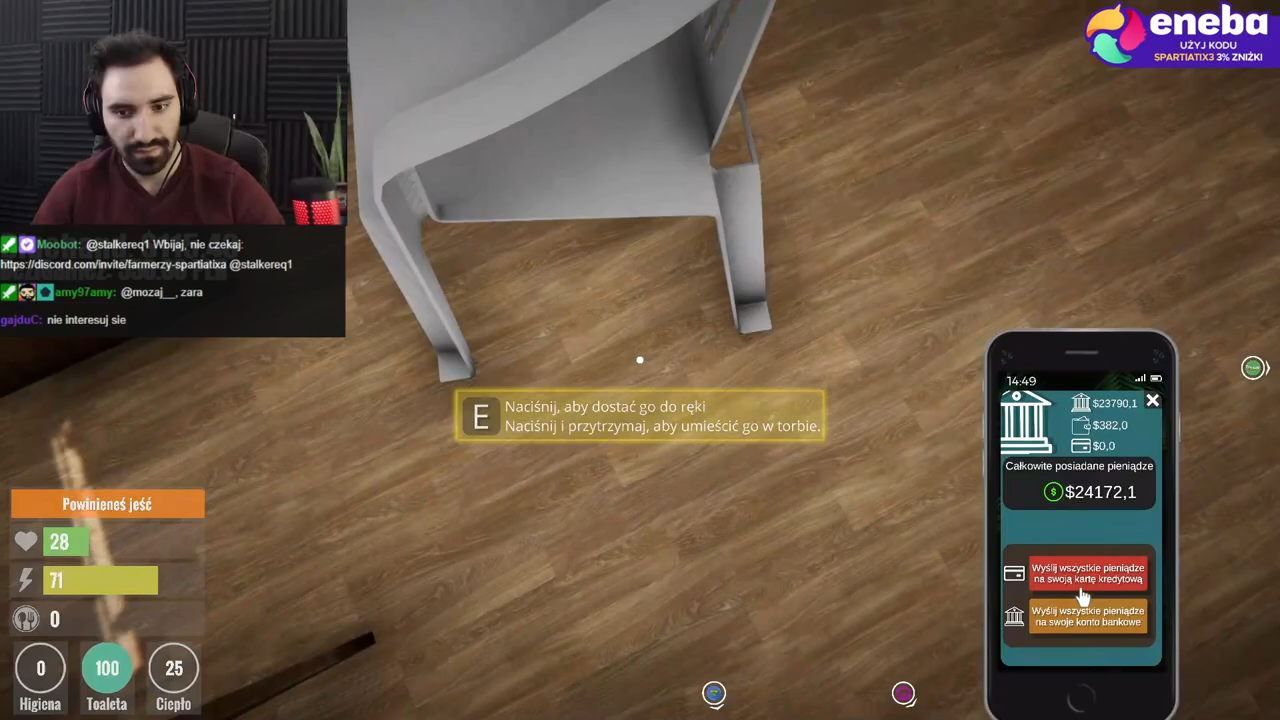 eneba
UŻYJ KODU
SPARTIATIX3 3% ZNIŻKI
Moobot: @stalkereq1 Wbijaj, nie czekaj:
https://discord.com/invite/farmerzy-spartiatixa @stalkereq1
amy97amy: @mozaj__, zara
gajduC: nie interesuj sie
E
Naciśnij, aby dostać go do ręki
Naciśnij i przytrzymaj, aby umieścić go w torbie.
14:49
$23790,1
$382,0
$0,0
Całkowite posiadane pieniądze
$ $24172,1
Wyślij wszystkie pieniądze
na swoją kartę kredytową
Wyślij wszystkie pieniądze
na swoje konto bankowe
Powinieneś jeść
28
71
0
0
100
25
Higiena
Toaleta
Ciepło